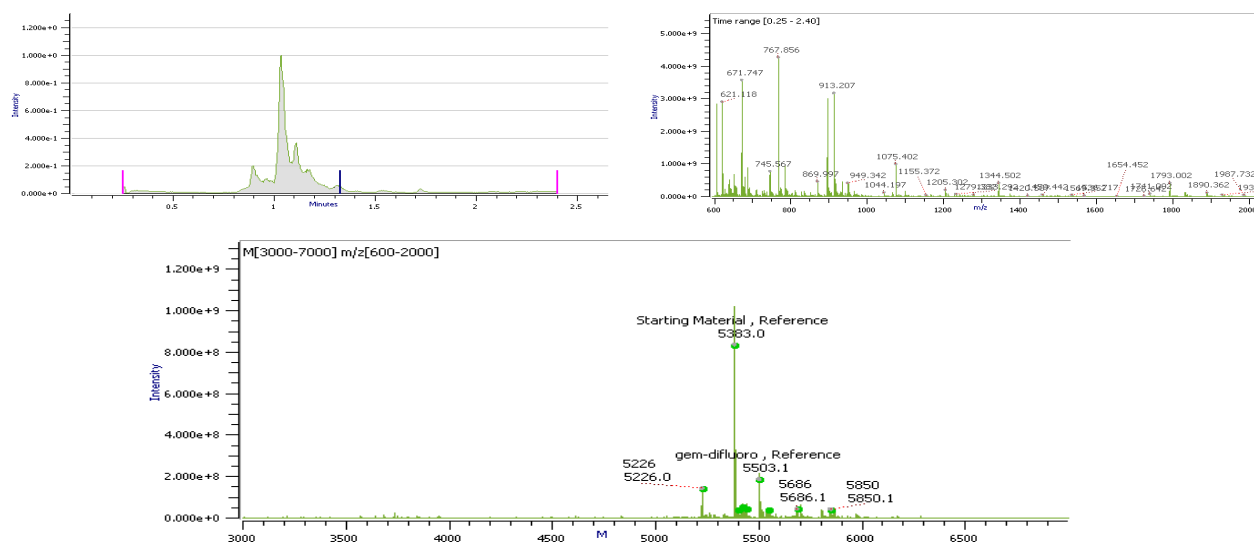 1.200e+0
1.000e+0
8.000e-1
6.000e-1
4.000e-1
2.000e-1
0.000e+0
Intensity
0.5
1
1.5
2
2.5
Minutes
Time range [0.25 - 2.40]
5.000e+9
4.000e+9
3.000e+9
2.000e+9
1.000e+9
0.000e+0
Intensity
767.856
671.747
621.118
913.207
745.567
869.997
949.342
1075.402
1044.197
1155.372
1205.302
1344.502
1654.452
1793.002
1890.362
1987.732
600
800
1000
1200
1400
1600
1800
2000
m/z
M[3000-7000] m/z[600-2000]
1.200e+9
1.000e+9
8.000e+8
6.000e+8
4.000e+8
2.000e+8
0.000e+0
Intensity
Starting Material , Reference
5383.0
gem-difluoro , Reference
5503.1
5226
5226.0
5686
5686.1
5850
5850.1
3000
3500
4000
4500
5000
5500
6000
6500
M